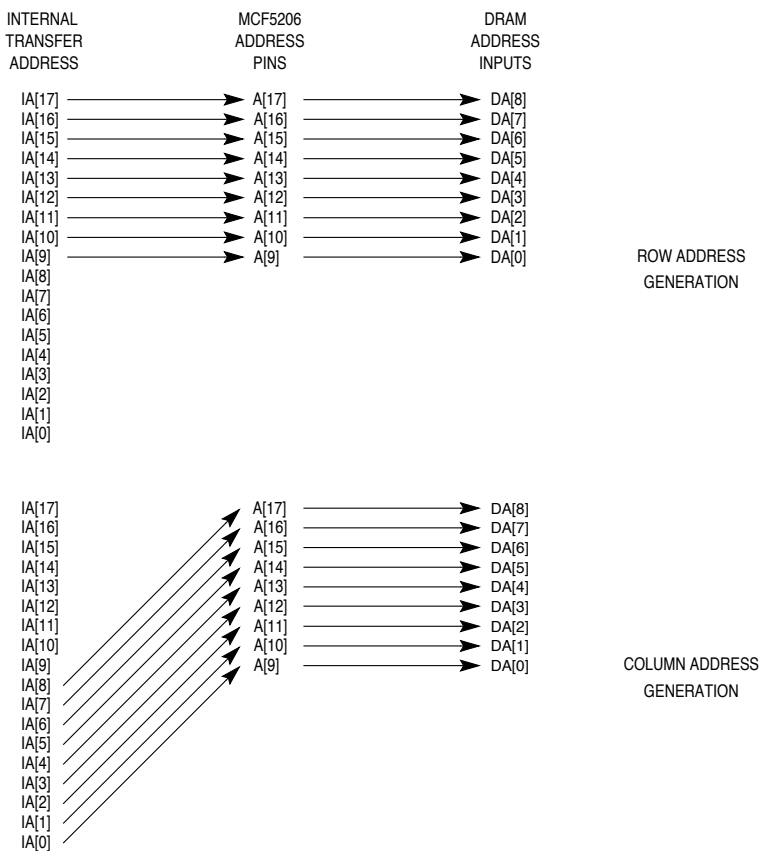 INTERNAL TRANSFER ADDRESS
MCF5206 ADDRESS PINS
DRAM ADDRESS INPUTS
IA[17] A[17] DA[8]
IA[16] A[16] DA[7]
IA[15] A[15] DA[6]
IA[14] A[14] DA[5]
IA[13] A[13] DA[4]
IA[12] A[12] DA[3]
IA[11] A[11] DA[2]
IA[10] A[10] DA[1]
IA[9] A[9] DA[0]
IA[8]
IA[7]
IA[6]
IA[5]
IA[4]
IA[3]
IA[2]
IA[1]
IA[0]
ROW ADDRESS
GENERATION
IA[17] A[17] DA[8]
IA[16] A[16] DA[7]
IA[15] A[15] DA[6]
IA[14] A[14] DA[5]
IA[13] A[13] DA[4]
IA[12] A[12] DA[3]
IA[11] A[11] DA[2]
IA[10] A[10] DA[1]
IA[9] A[9] DA[0]
IA[8]
IA[7]
IA[6]
IA[5]
IA[4]
IA[3]
IA[2]
IA[1]
IA[0]
COLUMN ADDRESS
GENERATION